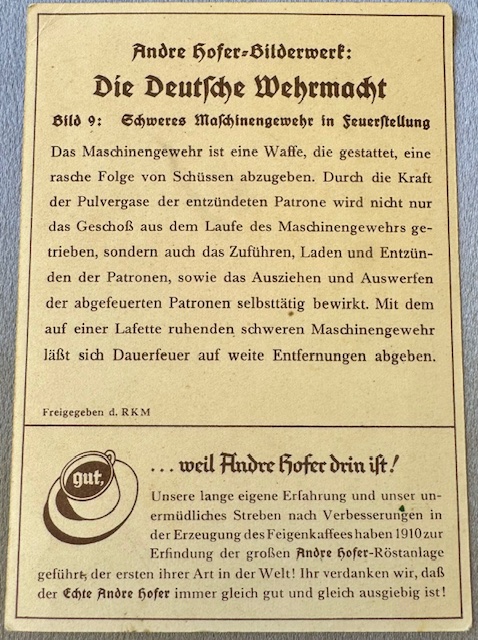 Andre Hofer-Bilderwerk:
Die Deutsche Wehrmacht
Bild 9: Schweres Maschinengewehr in Feuerstellung
Das Maschinengewehr ist eine Waffe, die gestattet, eine
rasche Folge von Schüssen abzugeben. Durch die Kraft
der Pulvergase der entzündeten Patrone wird nicht nur
das Geschoß aus dem Laufe des Maschinengewehrs ge-
trieben, sondern auch das Zuführen, Laden und Entzün-
den der Patronen, sowie das Ausziehen und Auswerfen
der abgefeuerten Patronen selbsttätig bewirkt. Mit dem
auf einer Lafette ruhenden schweren Maschinengewehr
läßt sich Dauerfeuer auf weite Entfernungen abgeben.
Freigegeben d. RKM
gut,
... weil Andre Hofer drin ist!
Unsere lange eigene Erfahrung und unser un-
ermüdliches Streben nach Verbesserungen in
der Erzeugung des Feigenkaffees haben 1910 zur
Erfindung der großen Andre Hofer-Röstanlage
geführt, der ersten ihrer Art in der Welt! Ihr verdanken wir, daß
der Echte Andre Hofer immer gleich gut und gleich ausgiebig ist!